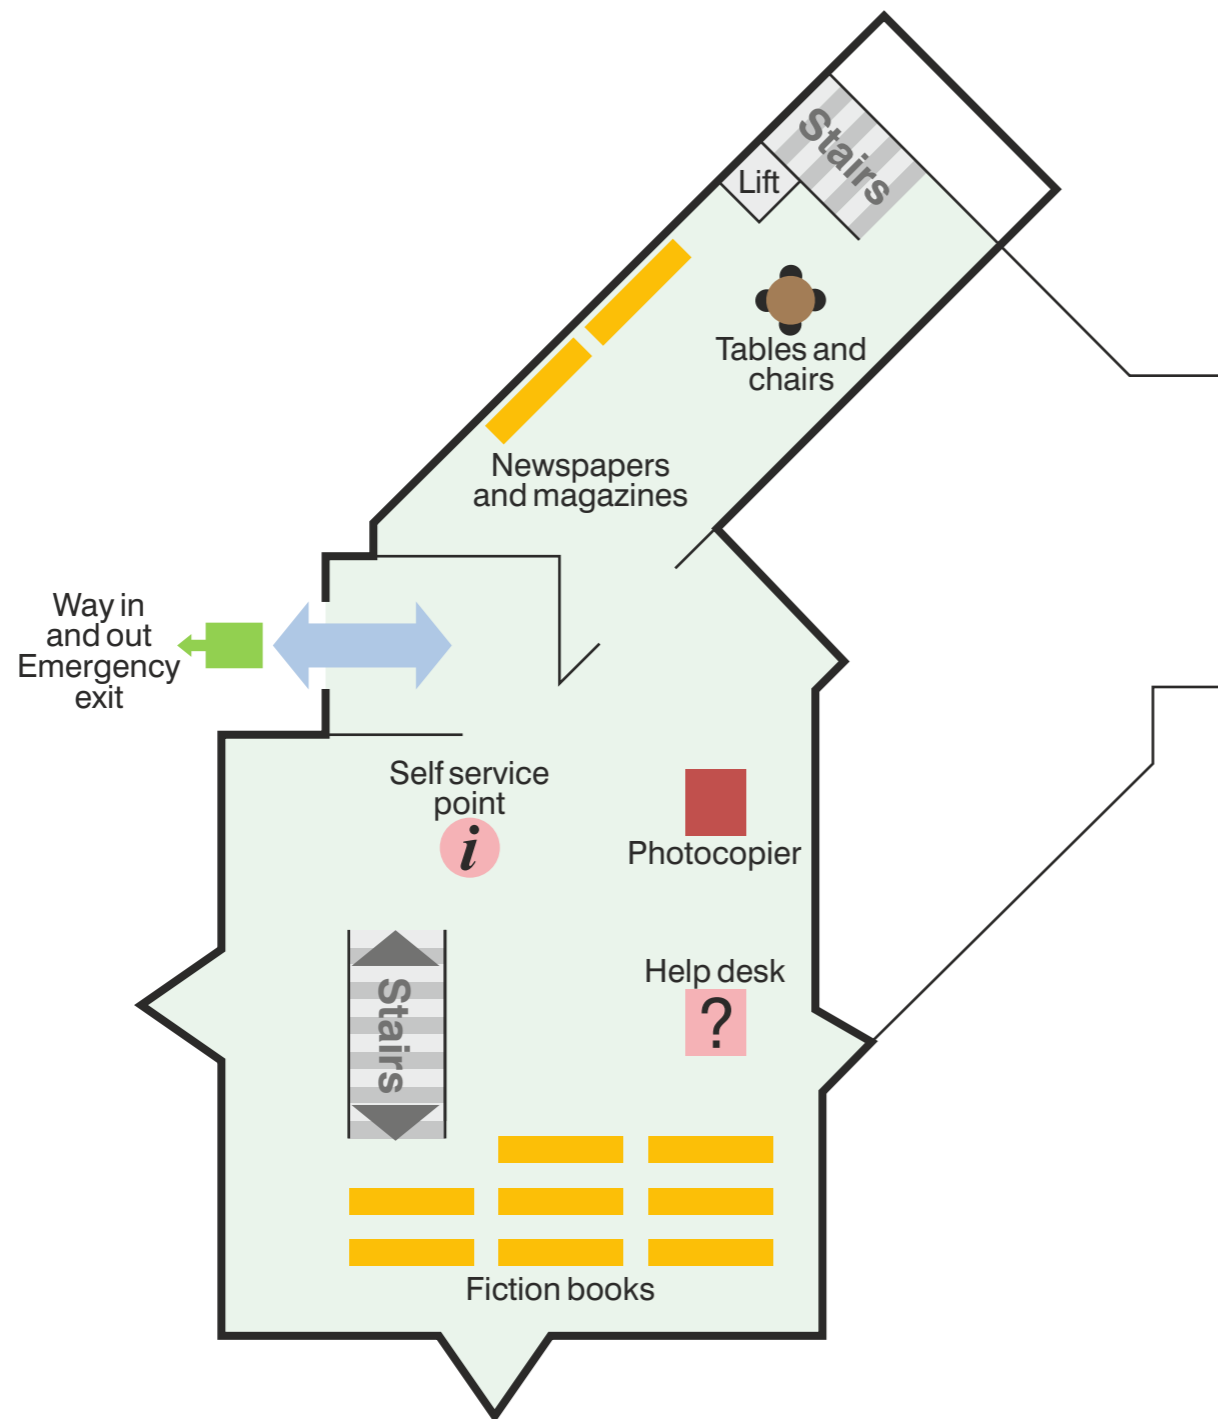 Stairs
Lift
Tables and
chairs
Newspapers
and magazines
Way in
and out
Emergency
exit
Self service
point
i
Photocopier
Help desk
?
Stairs
Fiction books